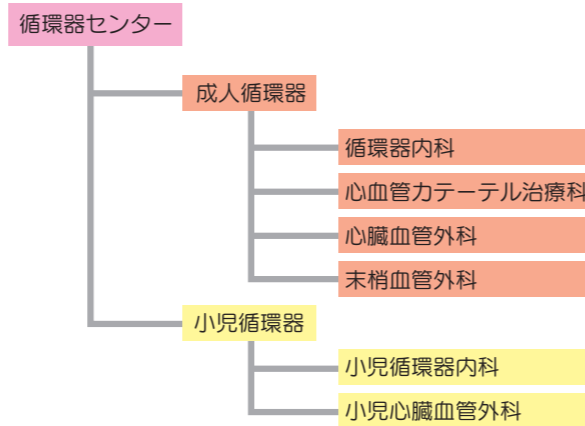 循環器センター
成人循環器
循環器内科
心血管カテーテル治療科
心臓血管外科
末梢血管外科
小児循環器
小児循環器内科
小児心臓血管外科